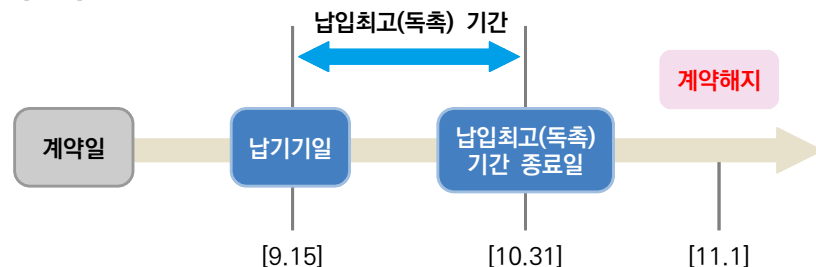 납입최고(독촉) 기간
계약해지
계약일
납기기일
납입최고(독촉)
기간 종료일
[9.15]
[10.31]
[11.1]